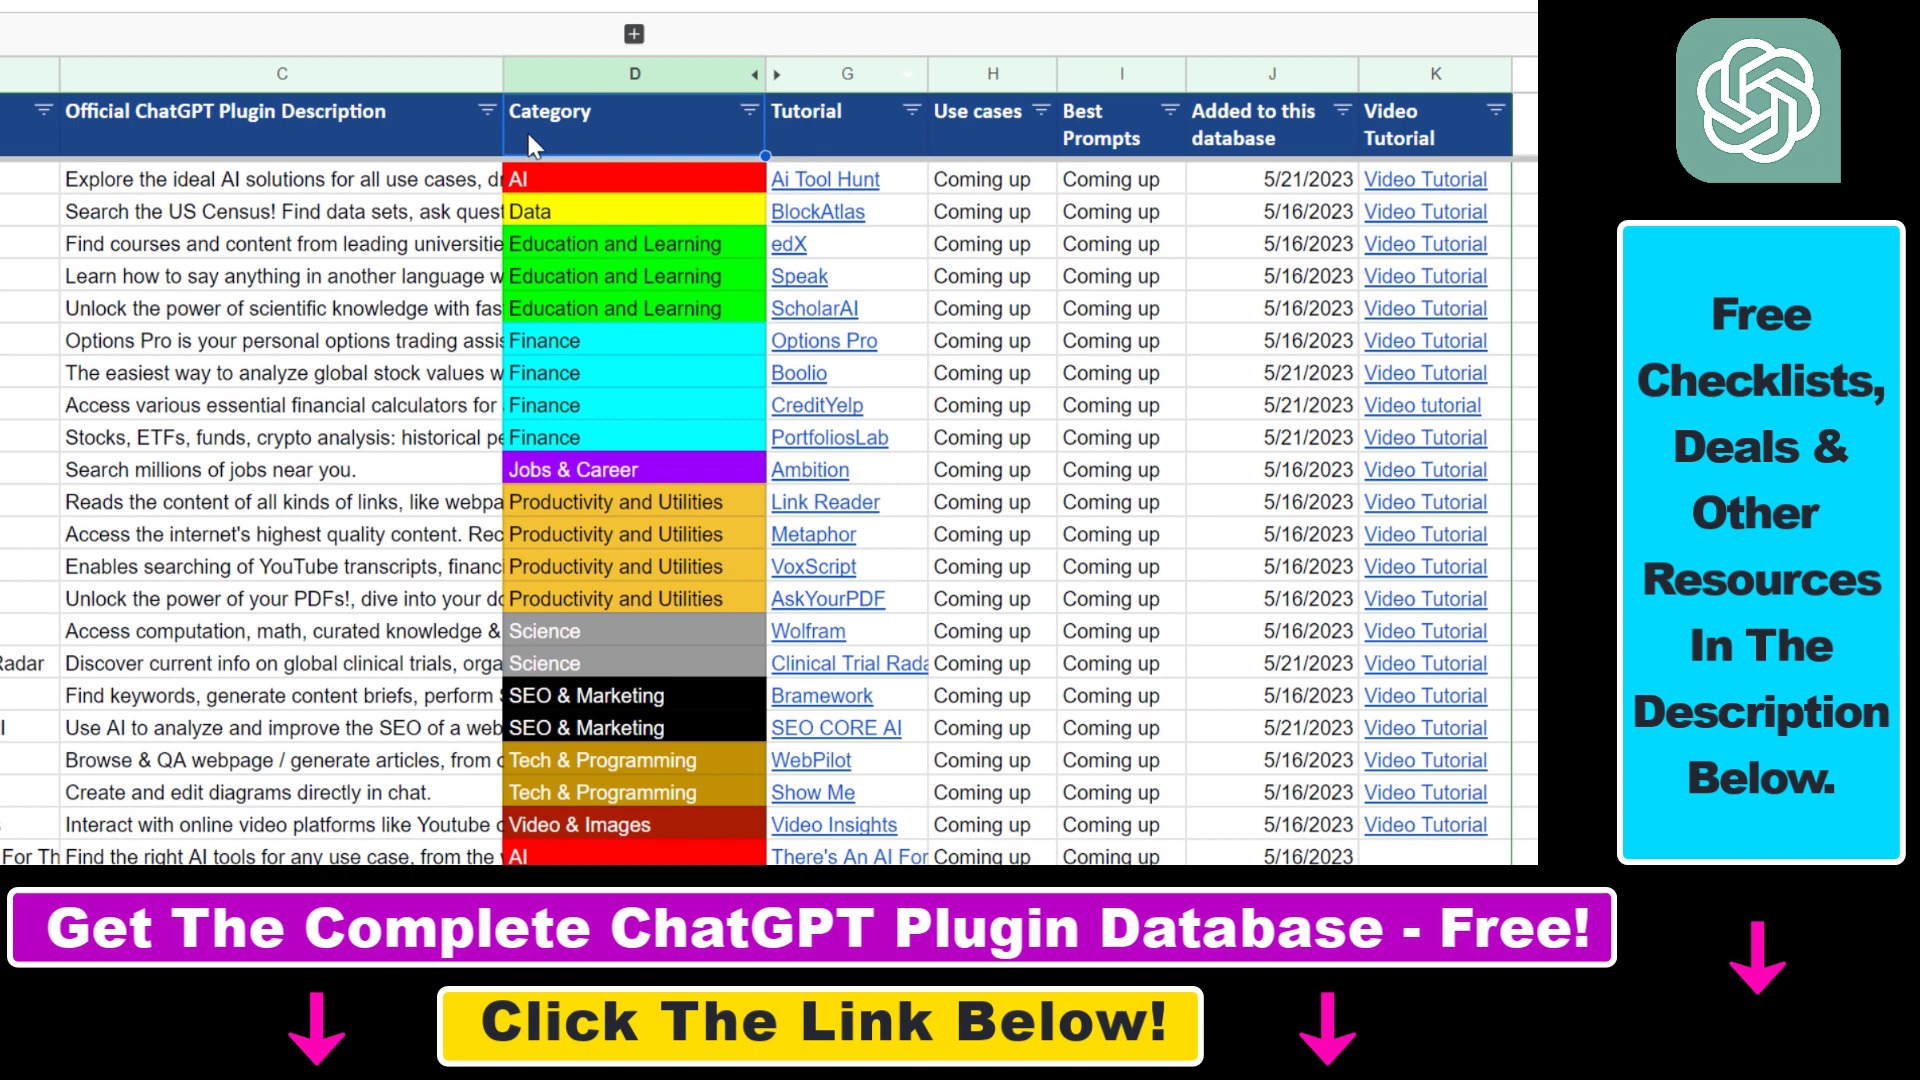 C D G H I J K
Official ChatGPT Plugin Description Category Tutorial Use cases Best Prompts Added to this database Video Tutorial
Explore the ideal AI solutions for all use cases, AI Ai Tool Hunt Coming up Coming up 5/21/2023 Video Tutorial
Search the US Census! Find data sets, ask quest Data BlockAtlas Coming up Coming up 5/16/2023 Video Tutorial
Find courses and content from leading universitie Education and Learning edX Coming up Coming up 5/16/2023 Video Tutorial
Learn how to say anything in another language w Education and Learning Speak Coming up Coming up 5/16/2023 Video Tutorial
Unlock the power of scientific knowledge with fas Education and Learning ScholarAI Coming up Coming up 5/16/2023 Video Tutorial
Options Pro is your personal options trading assis Finance Options Pro Coming up Coming up 5/16/2023 Video Tutorial
The easiest way to analyze global stock values w Finance Boolio Coming up Coming up 5/21/2023 Video Tutorial
Access various essential financial calculators for Finance CreditYelp Coming up Coming up 5/21/2023 Video tutorial
Stocks, ETFs, funds, crypto analysis: historical pe Finance PortfoliosLab Coming up Coming up 5/21/2023 Video Tutorial
Search millions of jobs near you. Jobs & Career Ambition Coming up Coming up 5/16/2023 Video Tutorial
Reads the content of all kinds of links, like webpa Productivity and Utilities Link Reader Coming up Coming up 5/16/2023 Video Tutorial
Access the internet's highest quality content. Rec Productivity and Utilities Metaphor Coming up Coming up 5/16/2023 Video Tutorial
Enables searching of YouTube transcripts, financ Productivity and Utilities VoxScript Coming up Coming up 5/16/2023 Video Tutorial
Unlock the power of your PDFs!, dive into your do Productivity and Utilities AskYourPDF Coming up Coming up 5/16/2023 Video Tutorial
Access computation, math, curated knowledge & Science Wolfram Coming up Coming up 5/16/2023 Video Tutorial
Radar Discover current info on global clinical trials, orga Science Clinical Trial Rada Coming up Coming up 5/21/2023 Video Tutorial
Find keywords, generate content briefs, perform SEO & Marketing Bramework Coming up Coming up 5/16/2023 Video Tutorial
I Use AI to analyze and improve the SEO of a web SEO & Marketing SEO CORE AI Coming up Coming up 5/21/2023 Video Tutorial
Browse & QA webpage / generate articles, from Tech & Programming WebPilot Coming up Coming up 5/16/2023 Video Tutorial
Create and edit diagrams directly in chat. Tech & Programming Show Me Coming up Coming up 5/16/2023 Video Tutorial
Interact with online video platforms like Youtube Video & Images Video Insights Coming up Coming up 5/16/2023 Video Tutorial
For Th Find the right AI tools for any use case, from the AI There's An AI For Coming up Coming up 5/16/2023
Free
Checklists,
Deals &
Other
Resources
In The
Description
Below.
Get The Complete ChatGPT Plugin Database - Free!
Click The Link Below!